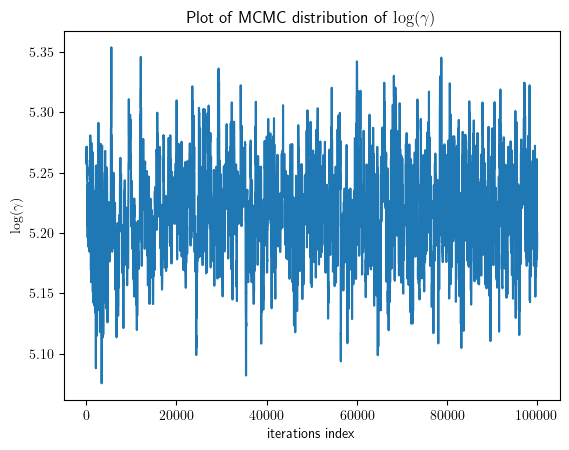 Plot of MCMC distribution of log(γ)
log(γ)
5.35
5.30
5.25
5.20
5.15
5.10
0 20000 40000 60000 80000 100000
iterations index